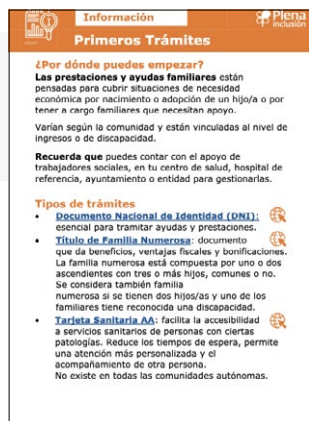 Información
Plena
inclusión
Primeros Trámites
¿Por dónde puedes empezar?
Las prestaciones y ayudas familiares están
pensadas para cubrir situaciones de necesidad
económica por nacimiento o adopción de un hijo/a o por
tener a cargo familiares que necesitan apoyo.
Varían según la comunidad y están vinculadas al nivel de
ingresos o de discapacidad.
Recuerda que puedes contar con el apoyo de
trabajadores sociales, en tu centro de salud, hospital de
referencia, ayuntamiento o entidad para gestionarlas.
Tipos de trámites
• Documento Nacional de Identidad (DNI):
esencial para tramitar ayudas y prestaciones.
• Título de Familia Numerosa: documento
que da beneficios, ventajas fiscales y bonificaciones.
La familia numerosa está compuesta por uno o dos
ascendientes con tres o más hijos, comunes o no.
Se considera también familia
numerosa si se tienen dos hijos/as y uno de los
familiares tiene reconocida una discapacidad.
• Tarjeta Sanitaria AA: facilita la accesibilidad
a servicios sanitarios de personas con ciertas
patologías. Reduce los tiempos de espera, permite
una atención más personalizada y el
acompañamiento de otra persona.
No existe en todas las comunidades autónomas.